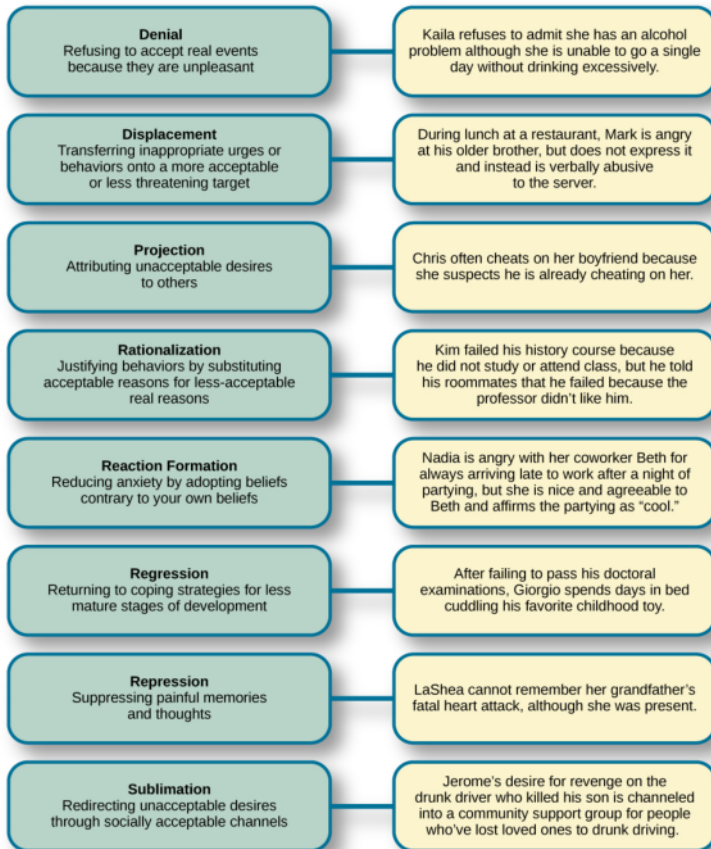 Denial
Refusing to accept real events
because they are unpleasant
Kaila refuses to admit she has an alcohol
problem although she is unable to go a single
day without drinking excessively.
Displacement
Transferring inappropriate urges or
behaviors onto a more acceptable
or less threatening target
During lunch at a restaurant, Mark is angry
at his older brother, but does not express it
and instead is verbally abusive
to the server.
Projection
Attributing unacceptable desires
to others
Chris often cheats on her boyfriend because
she suspects he is already cheating on her.
Rationalization
Justifying behaviors by substituting
acceptable reasons for less-acceptable
real reasons
Kim failed his history course because
he did not study or attend class, but he told
his roommates that he failed because the
professor didn’t like him.
Reaction Formation
Reducing anxiety by adopting beliefs
contrary to your own beliefs
Nadia is angry with her coworker Beth for
always arriving late to work after a night of
partying, but she is nice and agreeable to
Beth and affirms the partying as “cool.”
Regression
Returning to coping strategies for less
mature stages of development
After failing to pass his doctoral
examinations, Giorgio spends days in bed
cuddling his favorite childhood toy.
Repression
Suppressing painful memories
and thoughts
LaShea cannot remember her grandfather’s
fatal heart attack, although she was present.
Sublimation
Redirecting unacceptable desires
through socially acceptable channels
Jerome’s desire for revenge on the
drunk driver who killed his son is channeled
into a community support group for people
who’ve lost loved ones to drunk driving.